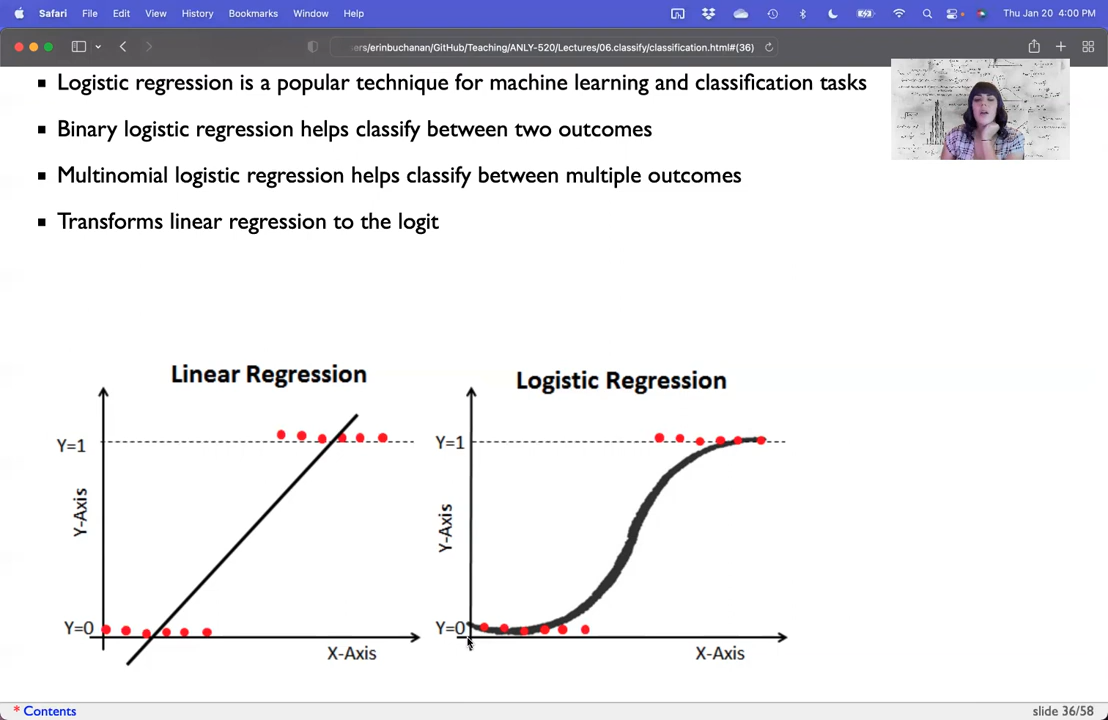 Safari File Edit View History Bookmarks Window Help Thu Jan 20 4:00 PM
ers/erinbuchanan/GitHub/Teaching/ANLY-520/Lectures/06.classify/classification.html#(36)
Logistic regression is a popular technique for machine learning and classification tasks
Binary logistic regression helps classify between two outcomes
Multinomial logistic regression helps classify between multiple outcomes
Transforms linear regression to the logit
Linear Regression
Y=1
Y-Axis
Y=0
X-Axis
Logistic Regression
Y=1
Y-Axis
Y=0
X-Axis
* Contents slide 36/58